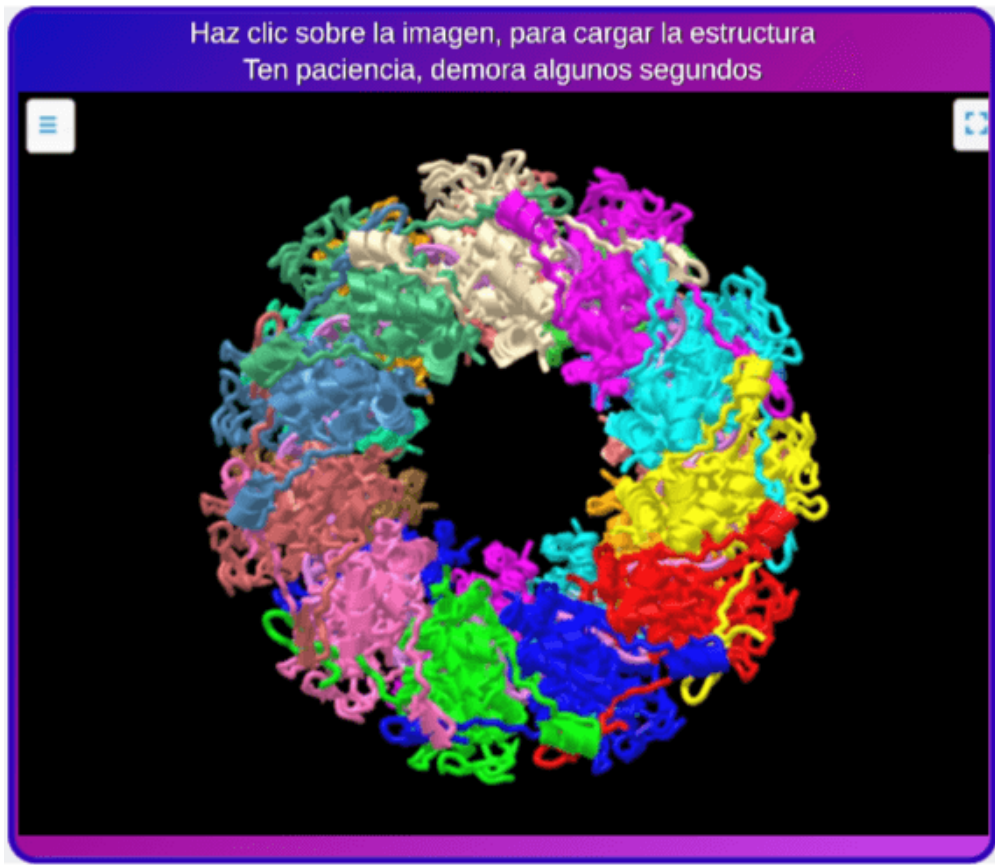 Haz clic sobre la imagen, para cargar la estructura
Ten paciencia, demora algunos segundos